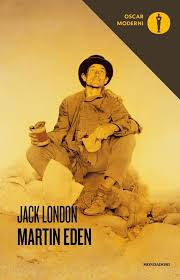 OSCAR
MODERNI
JACK LONDON
MARTIN EDEN
MONDADORI